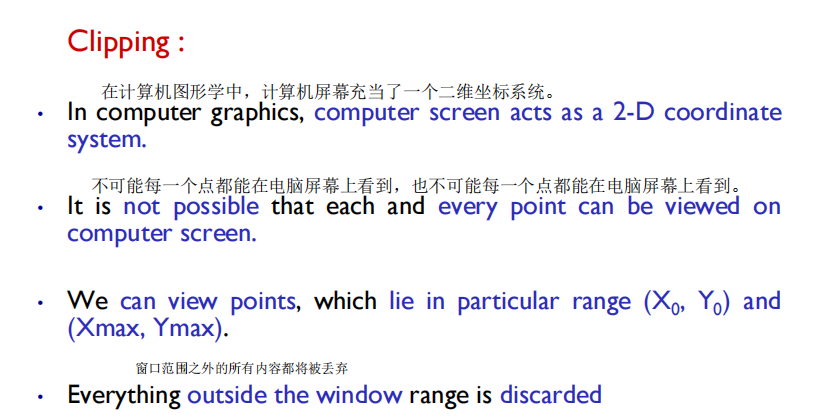 Clipping :
在计算机图形学中，计算机屏幕充当了一个二维坐标系统。
• In computer graphics, computer screen acts as a 2-D coordinate
system.
不可能每一个点都能在电脑屏幕上看到，也不可能每一个点都能在电脑屏幕上看到。
• It is not possible that each and every point can be viewed on
computer screen.
• We can view points, which lie in particular range (X₀, Y₀) and
(Xmax, Ymax).
窗口范围之外的所有内容都将被丢弃
• Everything outside the window range is discarded